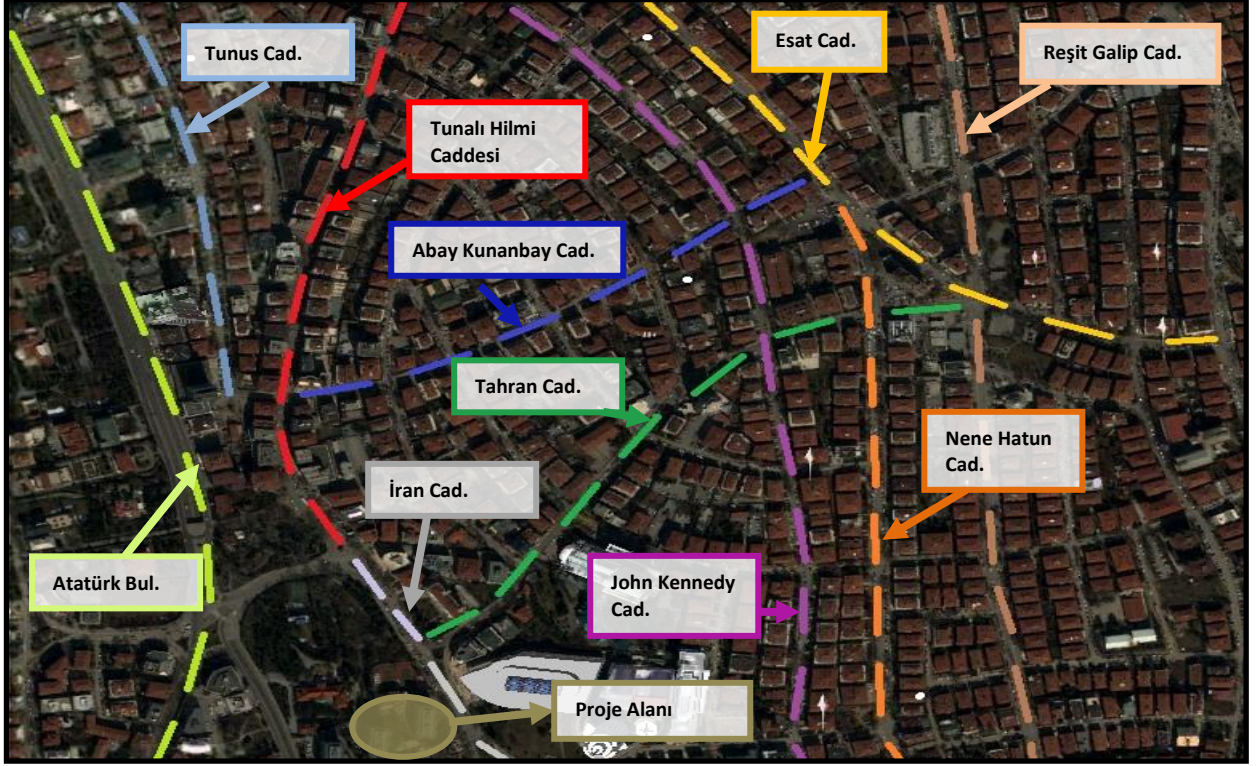 Tunus Cad.
Esat Cad.
Reşit Galip Cad.
Tunalı Hilmi
Caddesi
Abay Kunanbay Cad.
Tahran Cad.
Nene Hatun
Cad.
İran Cad.
Atatürk Bul.
John Kennedy
Cad.
Proje Alanı